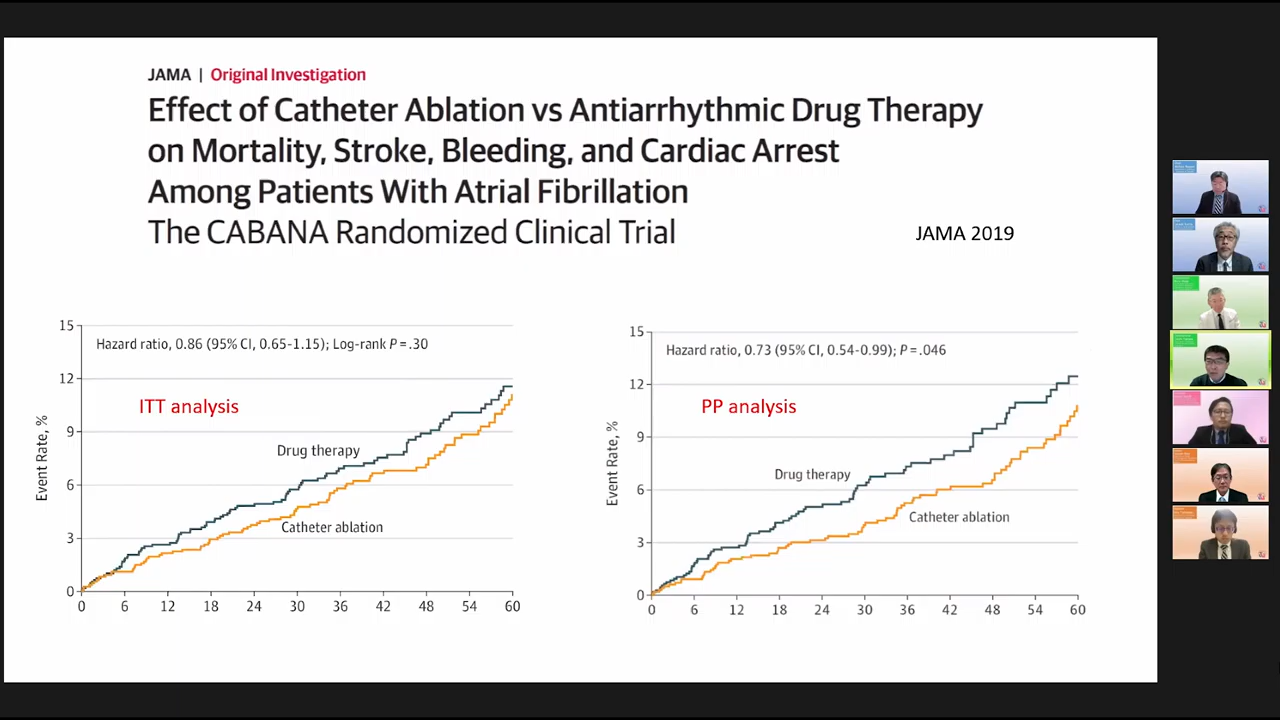 JAMA | Original Investigation
Effect of Catheter Ablation vs Antiarrhythmic Drug Therapy
on Mortality, Stroke, Bleeding, and Cardiac Arrest
Among Patients With Atrial Fibrillation
The CABANA Randomized Clinical Trial
JAMA 2019
15
Hazard ratio, 0.86 (95% CI, 0.65-1.15); Log-rank P = .30
12
ITT analysis
9
Drug therapy
Event Rate, %
6
Catheter ablation
3
0
0 6 12 18 24 30 36 42 48 54 60
15
Hazard ratio, 0.73 (95% CI, 0.54-0.99); P = .046
12
PP analysis
9
Drug therapy
Event Rate, %
6
Catheter ablation
3
0
0 6 12 18 24 30 36 42 48 54 60